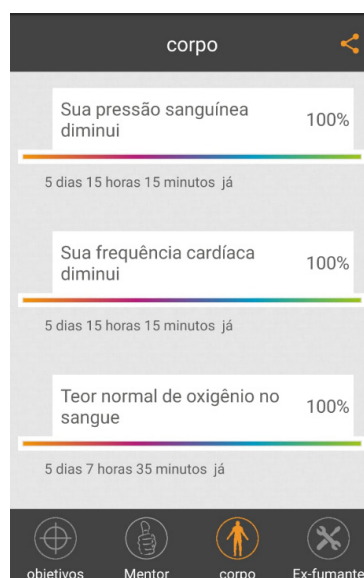 corpo
Sua pressão sanguínea
diminui
100%
5 dias 15 horas 15 minutos já
Sua frequência cardíaca
diminui
100%
5 dias 15 horas 15 minutos já
Teor normal de oxigênio no
sangue
100%
5 dias 7 horas 35 minutos já
objetivos Mentor corpo Ex-fumante